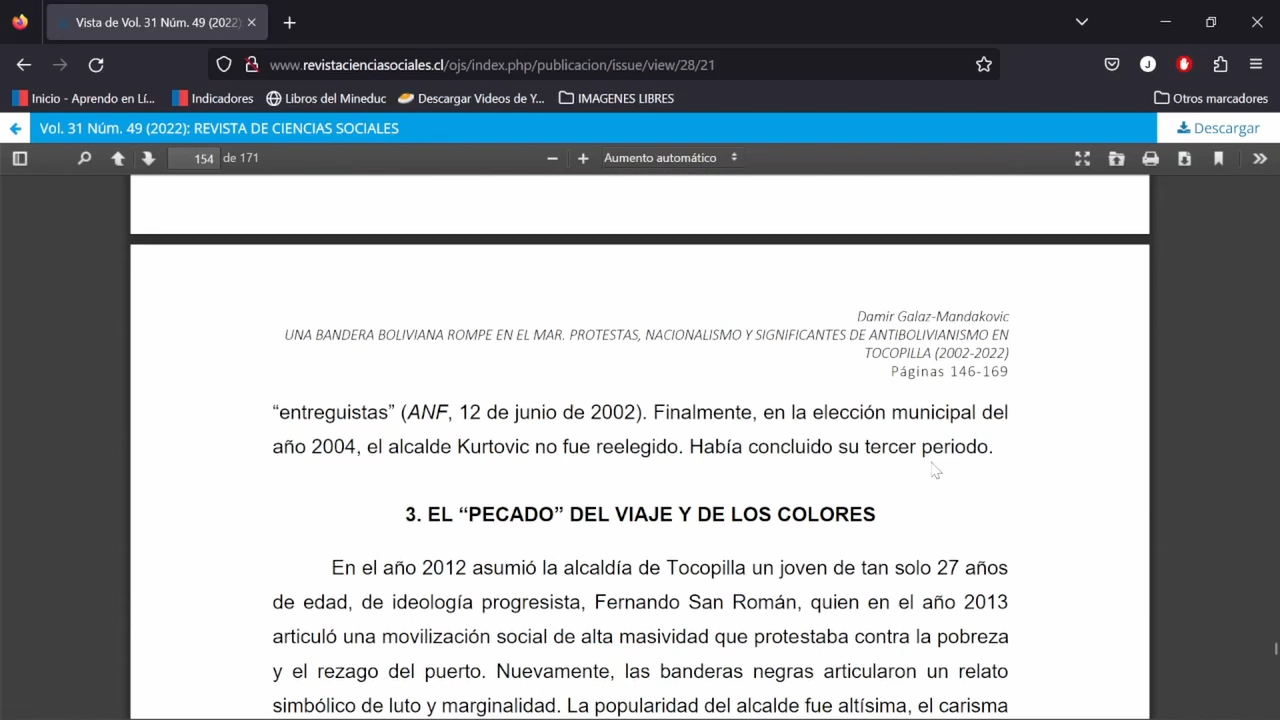 Vista de Vol. 31 Núm. 49 (2022)
www.revistacienciasociales.cl/ojs/index.php/publicacion/issue/view/28/21
Inicio - Aprendo en Lí... Indicadores Libros del Mineduc Descargar Videos de Y... IMAGENES LIBRES Otros marcadores
Vol. 31 Núm. 49 (2022): REVISTA DE CIENCIAS SOCIALES Descargar
154 de 171 Aumento automático
Damir Galaz-Mandakovic
UNA BANDERA BOLIVIANA ROMPE EN EL MAR. PROTESTAS, NACIONALISMO Y SIGNIFICANTES DE ANTIBOLIVIANISMO EN
TOCOPILLA (2002-2022)
Páginas 146-169
“entreguistas” (ANF, 12 de junio de 2002). Finalmente, en la elección municipal del
año 2004, el alcalde Kurtovic no fue reelegido. Había concluido su tercer periodo.
3. EL “PECADO” DEL VIAJE Y DE LOS COLORES
En el año 2012 asumió la alcaldía de Tocopilla un joven de tan solo 27 años
de edad, de ideología progresista, Fernando San Román, quien en el año 2013
articuló una movilización social de alta masividad que protestaba contra la pobreza
y el rezago del puerto. Nuevamente, las banderas negras articularon un relato
simbólico de luto y marginalidad. La popularidad del alcalde fue altísima, el carisma